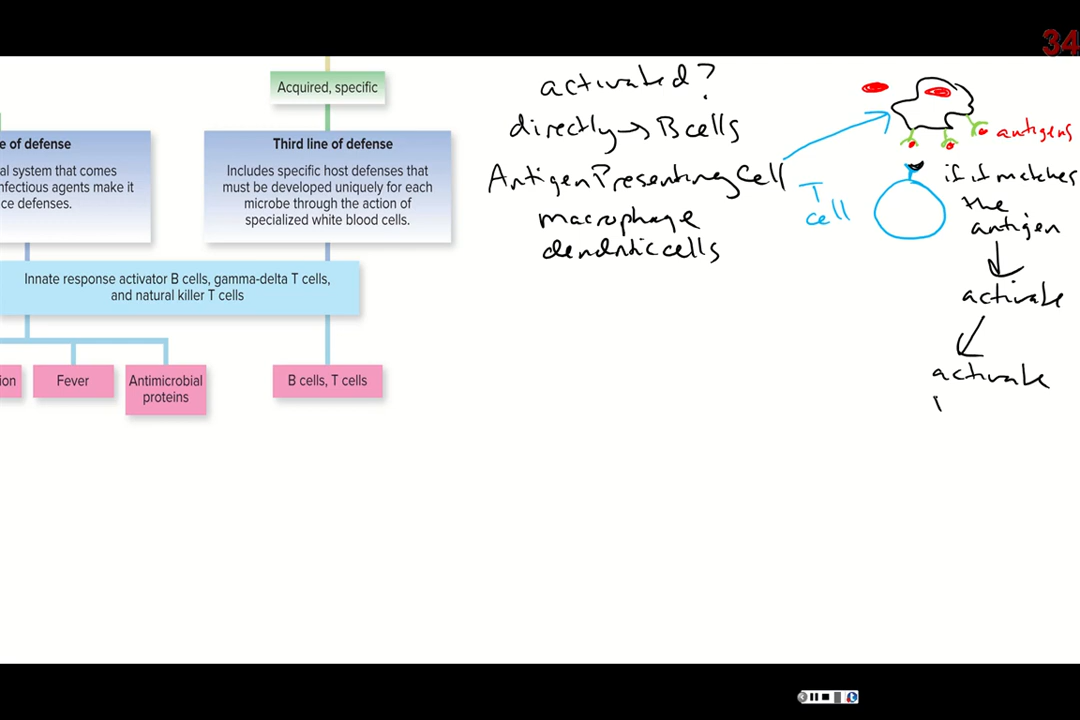 34
Acquired, specific
e of defense
al system that comes
nfectious agents make it
ce defenses.
Third line of defense
Includes specific host defenses that
must be developed uniquely for each
microbe through the action of
specialized white blood cells.
Innate response activator B cells, gamma-delta T cells,
and natural killer T cells
ion
Fever
Antimicrobial
proteins
B cells, T cells
activated?
directly → B cells
Antigen Presenting Cell
macrophage
dendritic cells
antigens
T
cell
if it matches
the
antigen
activate
activate